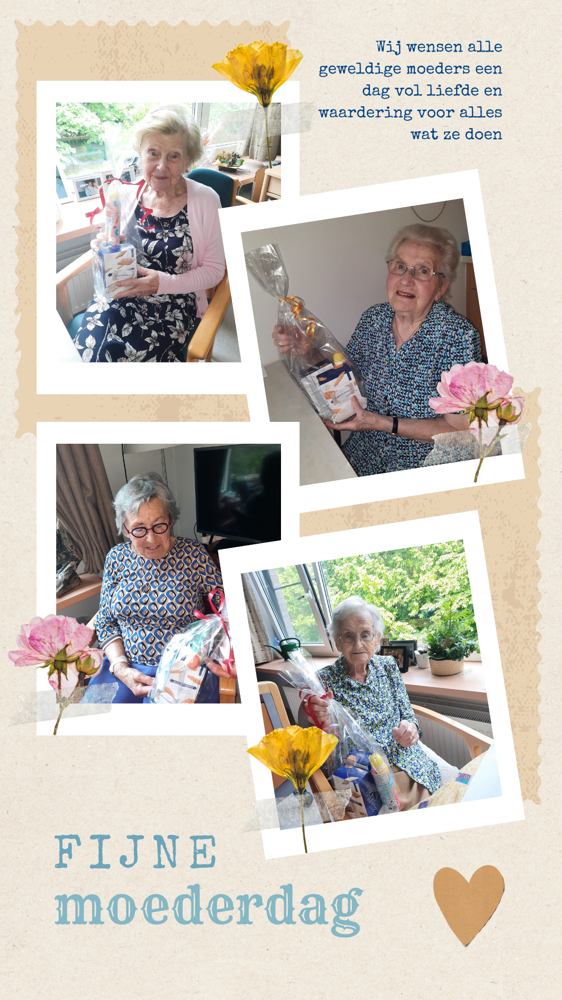 Wij wensen alle
geweldige moeders een
dag vol liefde en
waardering voor alles
wat ze doen
FIJNE
moederdag